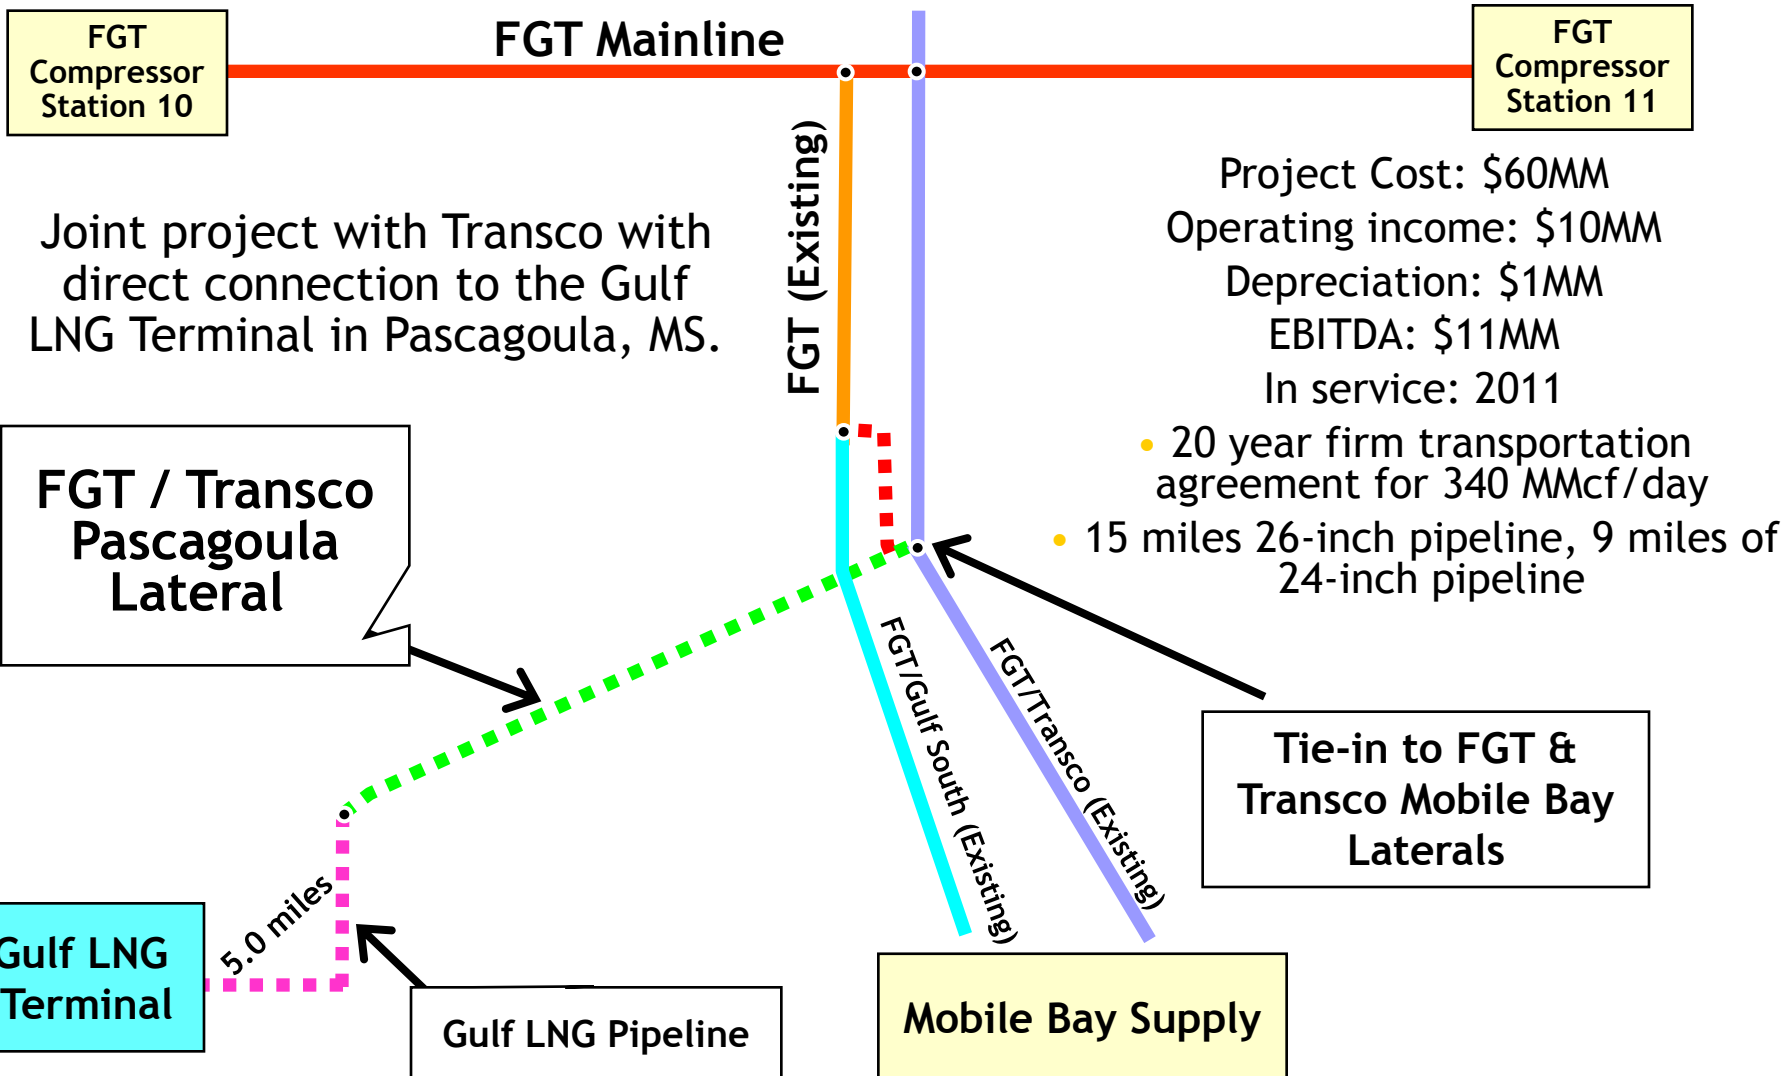 FGT
Compressor
Station 10
FGT Mainline
FGT
Compressor
Station 11
FGT (Existing)
Joint project with Transco with
direct connection to the Gulf
LNG Terminal in Pascagoula, MS.
Project Cost: $60MM
Operating income: $10MM
Depreciation: $1MM
EBITDA: $11MM
In service: 2011
• 20 year firm transportation
agreement for 340 MMcf/day
• 15 miles 26-inch pipeline, 9 miles of
24-inch pipeline
FGT / Transco
Pascagoula
Lateral
FGT/Gulf South (Existing)
FGT/Transco (Existing)
Tie-in to FGT &
Transco Mobile Bay
Laterals
5.0 miles
Gulf LNG
Terminal
Gulf LNG Pipeline
Mobile Bay Supply